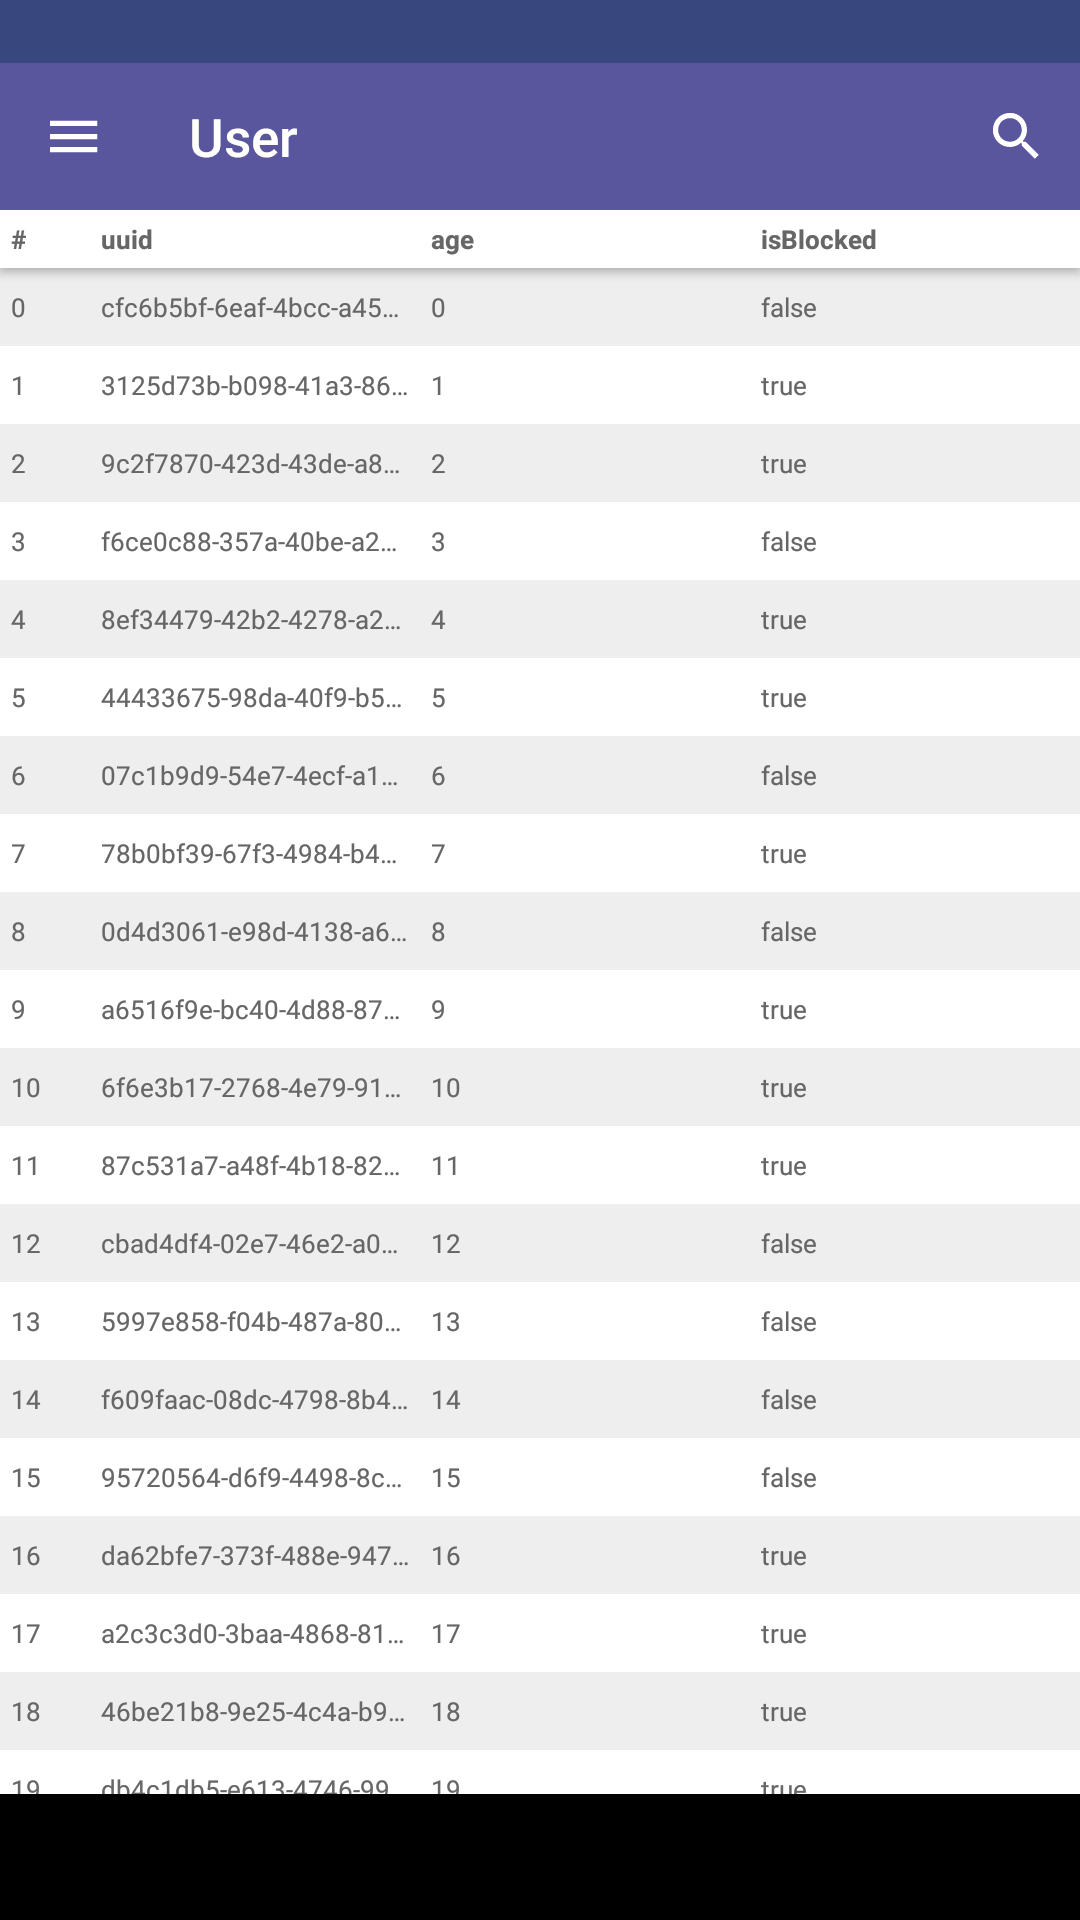 User
# uuid age isBlocked
0 cfc6b5bf-6eaf-4bcc-a45... 0 false
1 3125d73b-b098-41a3-86... 1 true
2 9c2f7870-423d-43de-a8... 2 true
3 f6ce0c88-357a-40be-a2... 3 false
4 8ef34479-42b2-4278-a2... 4 true
5 44433675-98da-40f9-b5... 5 true
6 07c1b9d9-54e7-4ecf-a1... 6 false
7 78b0bf39-67f3-4984-b4... 7 true
8 0d4d3061-e98d-4138-a6... 8 false
9 a6516f9e-bc40-4d88-87... 9 true
10 6f6e3b17-2768-4e79-91... 10 true
11 87c531a7-a48f-4b18-82... 11 true
12 cbad4df4-02e7-46e2-a0... 12 false
13 5997e858-f04b-487a-80... 13 false
14 f609faac-08dc-4798-8b4... 14 false
15 95720564-d6f9-4498-8c... 15 false
16 da62bfe7-373f-488e-947... 16 true
17 a2c3c3d0-3baa-4868-81... 17 true
18 46be21b8-9e25-4c4a-b9... 18 true
19 db4c1db5-e613-4746-99... 19 true